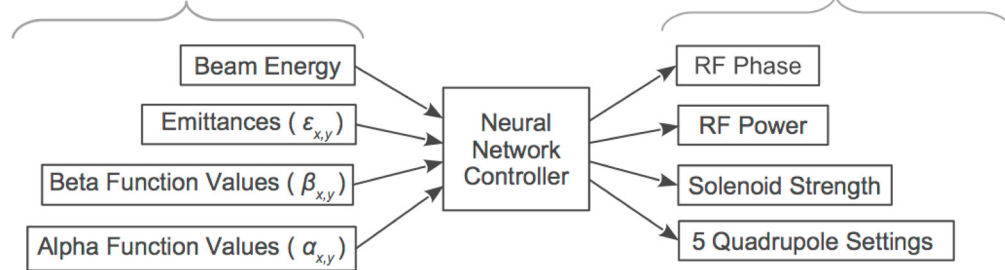 Beam Energy
Emittances ( εx,y )
Beta Function Values ( βx,y )
Alpha Function Values ( αx,y )
Neural
Network
Controller
RF Phase
RF Power
Solenoid Strength
5 Quadrupole Settings